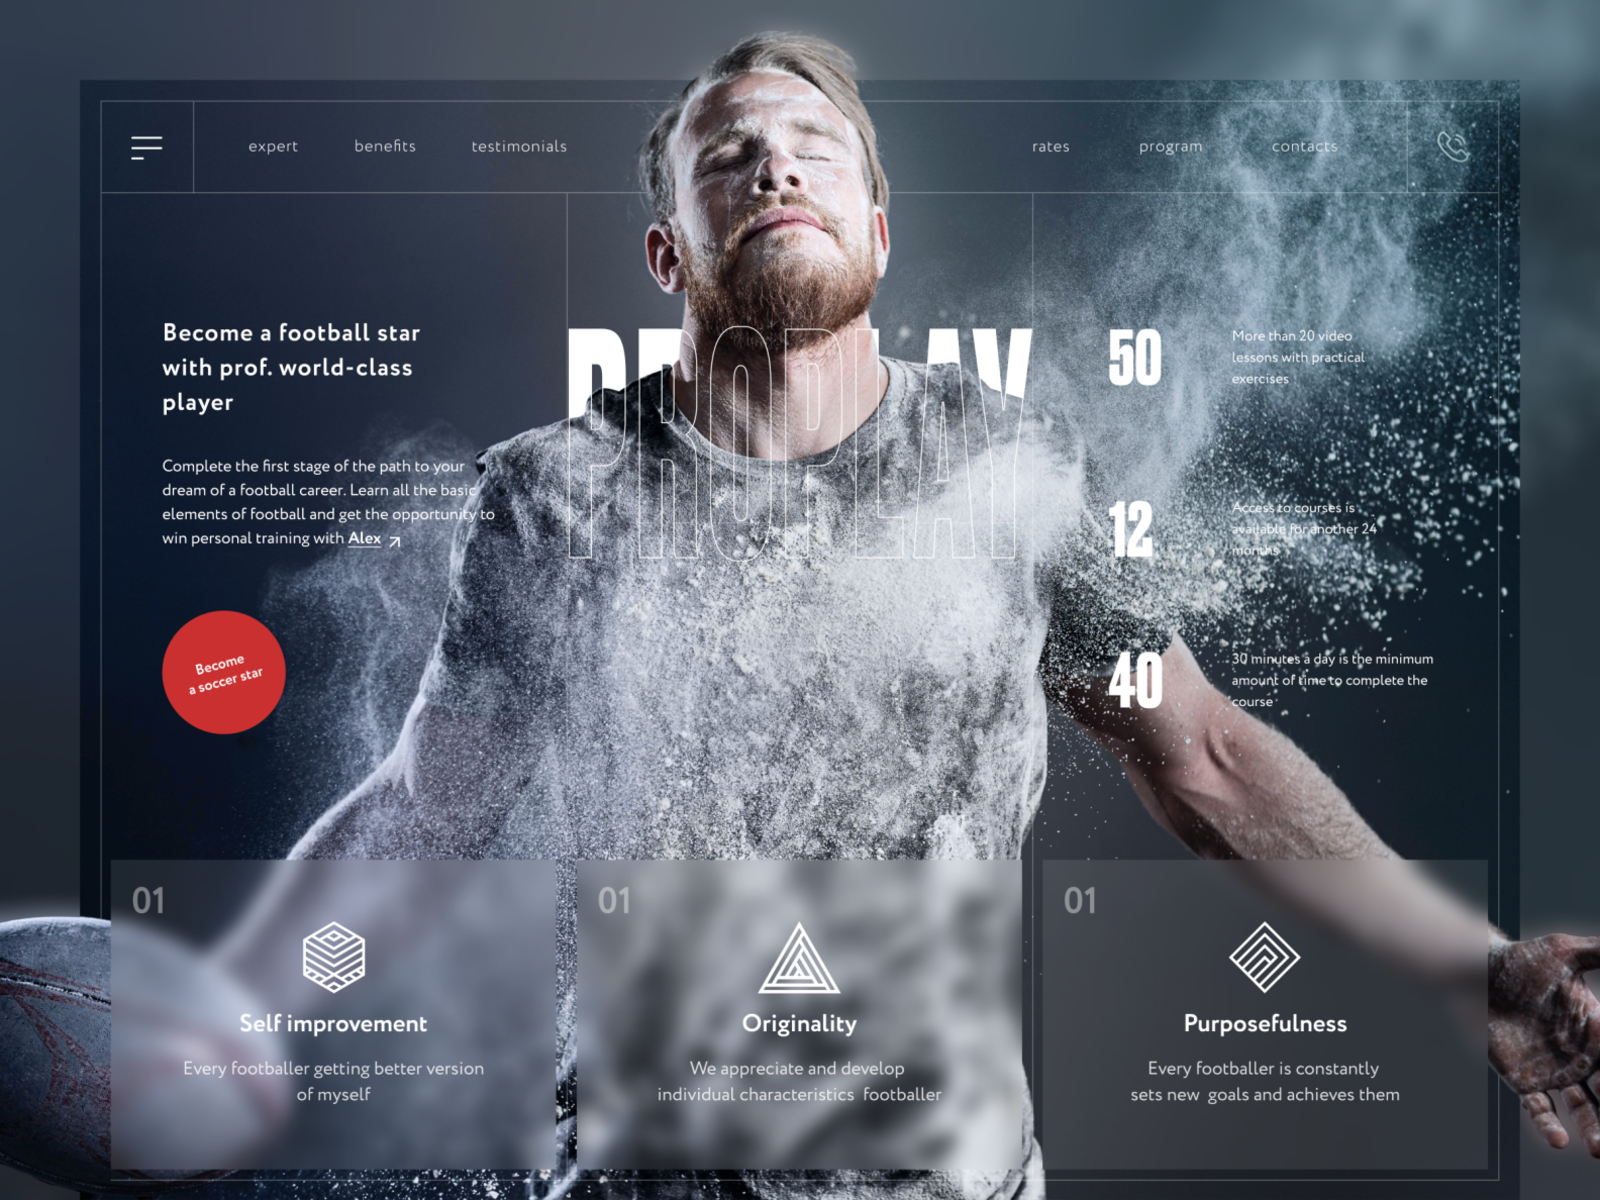 expert
benefits
testimonials
rates
program
contacts
Become a football star
with prof. world-class
player
Complete the first stage of the path to your
dream of a football career. Learn all the basic
elements of football and get the opportunity to
win personal training with Alex
Become
a soccer star
PROPLAY
50
More than 20 video
lessons with practical
exercises
12
Access to courses is
available for another 24
months
40
30 minutes a day is the minimum
amount of time to complete the
course
01
Self improvement
Every footballer getting better version
of myself
01
Originality
We appreciate and develop
individual characteristics footballer
01
Purposefulness
Every footballer is constantly
sets new goals and achieves them